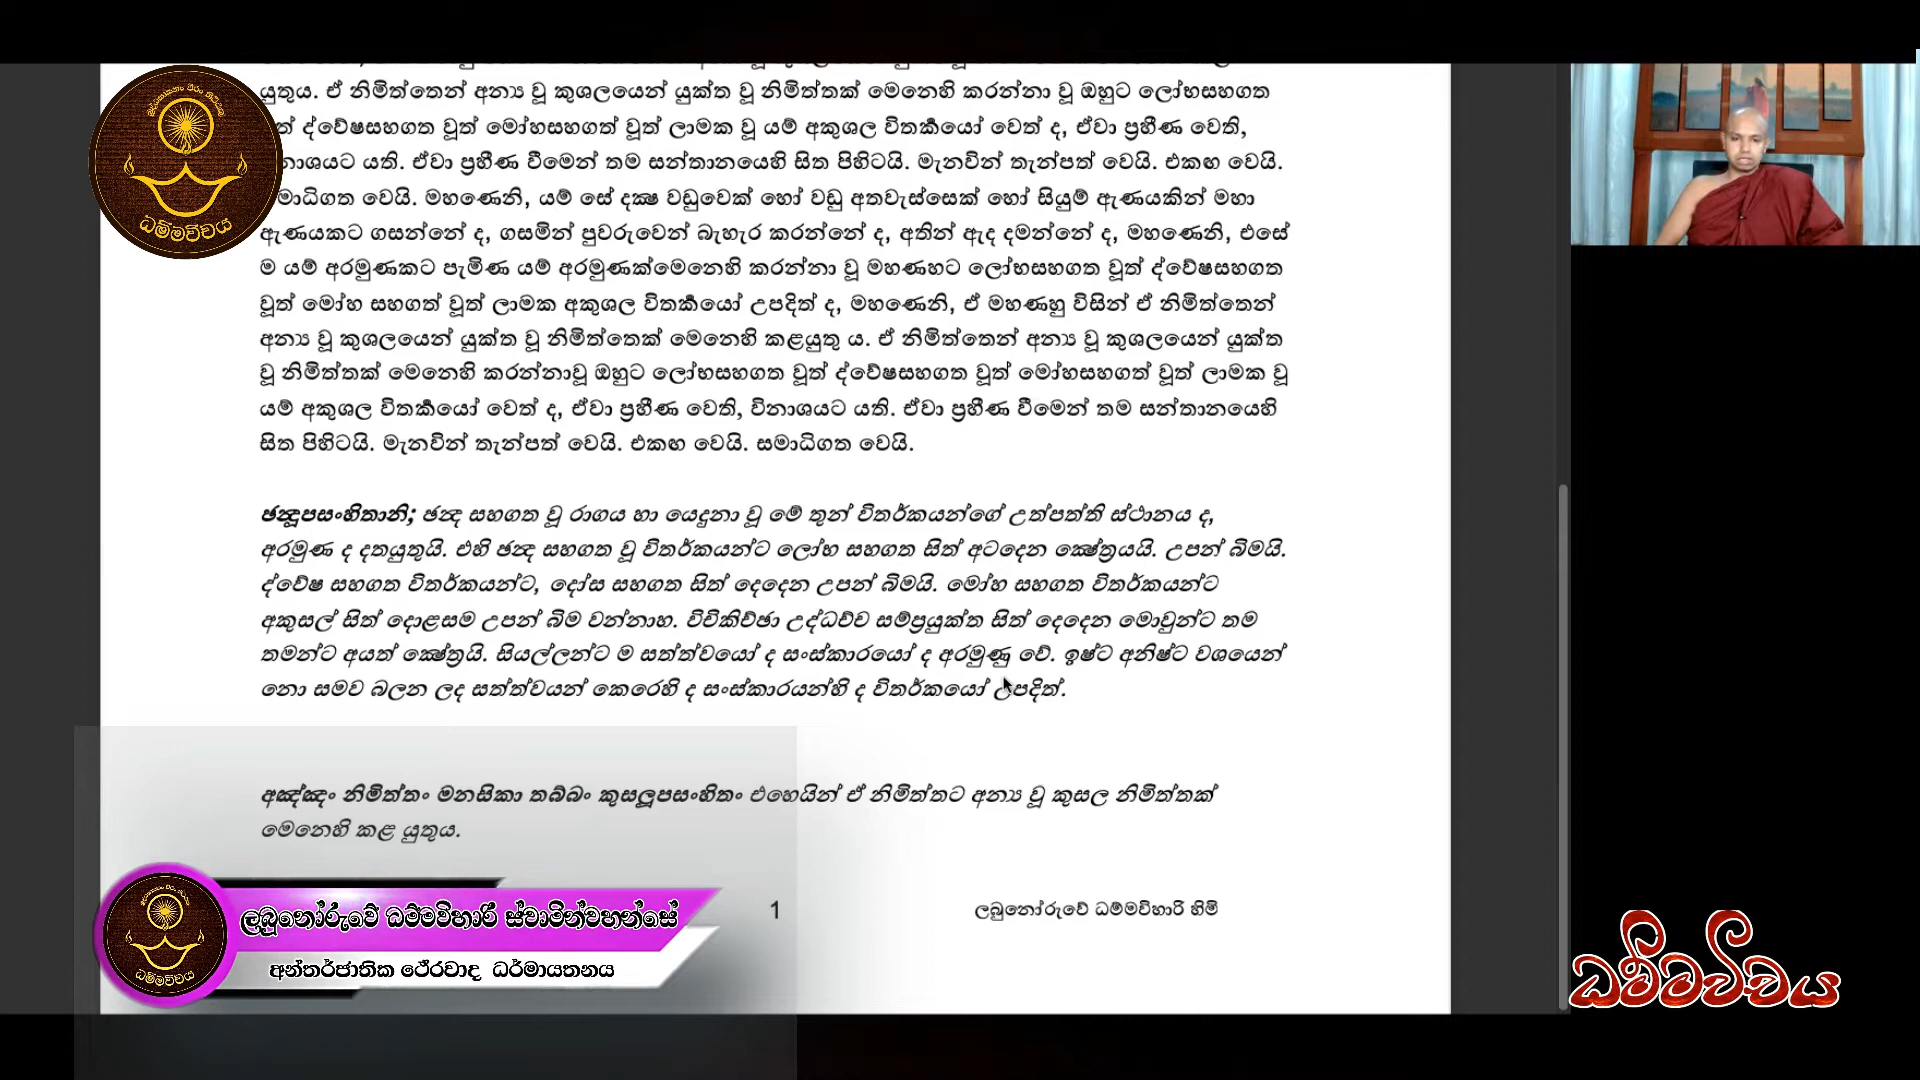 යුතුය. ඒ නිමිත්තෙන් අන්‍ය වූ කුශලයෙන් යුක්ත වූ නිමිත්තක් මෙනෙහි කරන්නා වූ ඔහුට ලෝභසහගත
ද්වේෂසහගත වූත් මෝහසහගත් වූත් ලාමක වූ යම් අකුශල විතර්කයෝ වෙත් ද, ඒවා ප්‍රහීණ වෙති,
යති. ඒවා ප්‍රහීණ වීමෙන් තම සන්තානයෙහි සිත පිහිටයි. මැනවින් තැන්පත් වෙයි. එකඟ වෙයි.
වෙයි. මහණෙනි, යම් සේ දක්‍ෂ වඩුවෙක් හෝ වඩු අතවැස්සෙක් හෝ සියුම් ඇණයකින් මහා
ඇණයකට ගසන්නේ ද, ගසමින් පුවරුවෙන් බැහැර කරන්නේ ද, අතින් ඇද දමන්නේ ද, මහණෙනි, එසේ
ම යම් අරමුණකට පැමිණ යම් අරමුණක්මෙනෙහි කරන්නා වූ මහණහට ලෝභසහගත වූත් ද්වේෂසහගත
වූත් මෝහ සහගත් වූත් ලාමක අකුශල විතර්කයෝ උපදිත් ද, මහණෙනි, ඒ මහණහු විසින් ඒ නිමිත්තෙන්
අන්‍ය වූ කුශලයෙන් යුක්ත වූ නිමිත්තෙක් මෙනෙහි කළයුතු ය. ඒ නිමිත්තෙන් අන්‍ය වූ කුශලයෙන් යුක්ත
වූ නිමිත්තක් මෙනෙහි කරන්නාවූ ඔහුට ලෝභසහගත වූත් ද්වේෂසහගත වූත් මෝහසහගත් වූත් ලාමක වූ
යම් අකුශල විතර්කයෝ වෙත් ද, ඒවා ප්‍රහීණ වෙති, විනාශයට යති. ඒවා ප්‍රහීණ වීමෙන් තම සන්තානයෙහි
සිත පිහිටයි. මැනවින් තැන්පත් වෙයි. එකඟ වෙයි. සමාධිගත වෙයි.
ඡන්‍දූපසංහිතානි; ඡන්‍ද සහගත වූ රාගය හා යෙදුනා වූ මේ තුන් විතර්කයන්ගේ උත්පත්ති ස්ථානය ද,
අරමුණ ද දතයුතුයි. එහි ඡන්‍ද සහගත වූ විතර්කයන්ට ලෝභ සහගත සිත් අටදෙන ක්‍ෂේත්‍රයයි. උපන් බිමයි.
ද්වේෂ සහගත විතර්කයන්ට, දෝස සහගත සිත් දෙදෙන උපන් බිමයි. මෝහ සහගත විතර්කයන්ට
අකුසල් සිත් දොළසම උපන් බිම වන්නාහ. විචිකිච්ඡා උද්ධච්ච සම්ප්‍රයුක්ත සිත් දෙදෙන මොවුන්ට තම
තමන්ට අයත් ක්‍ෂේත්‍රයි. සියල්ලන්ට ම සත්ත්වයෝ ද සංස්කාරයෝ ද අරමුණු වේ. ඉෂ්ට අනිෂ්ට වශයෙන්
නො සමව බලන ලද සත්ත්වයන් කෙරෙහි ද සංස්කාරයන්හි ද විතර්කයෝ උපදිත්.
අඤ්ඤං නිමිත්තං මනසිකා තබ්බං කුසලූපසංහිතං එහෙයින් ඒ නිමිත්තට අන්‍ය වූ කුසල නිමිත්තක්
මෙනෙහි කළ යුතුය.
1
ලබුනෝරුවේ ධම්මවිහාරි හිමි
ලබුනෝරුවේ ධම්මවිහාරී ස්වාමීන්වහන්සේ
අන්තර්ජාතික ථේරවාද ධර්මායතනය
ධම්මවිචය
ධම්මවිචය
ධම්මවිචය